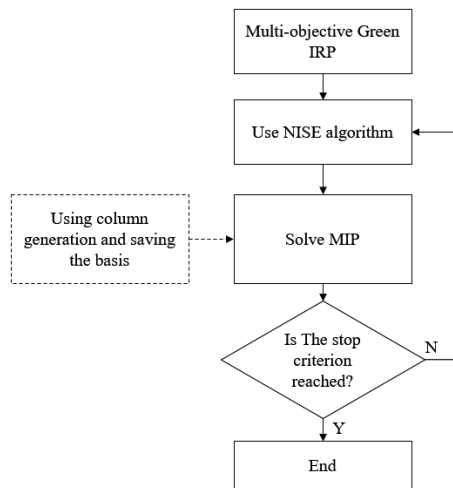 Multi-objective Green
IRP
Use NISE algorithm
Using column
generation and saving
the basis
Solve MIP
Is The stop
criterion
reached?
N
Y
End